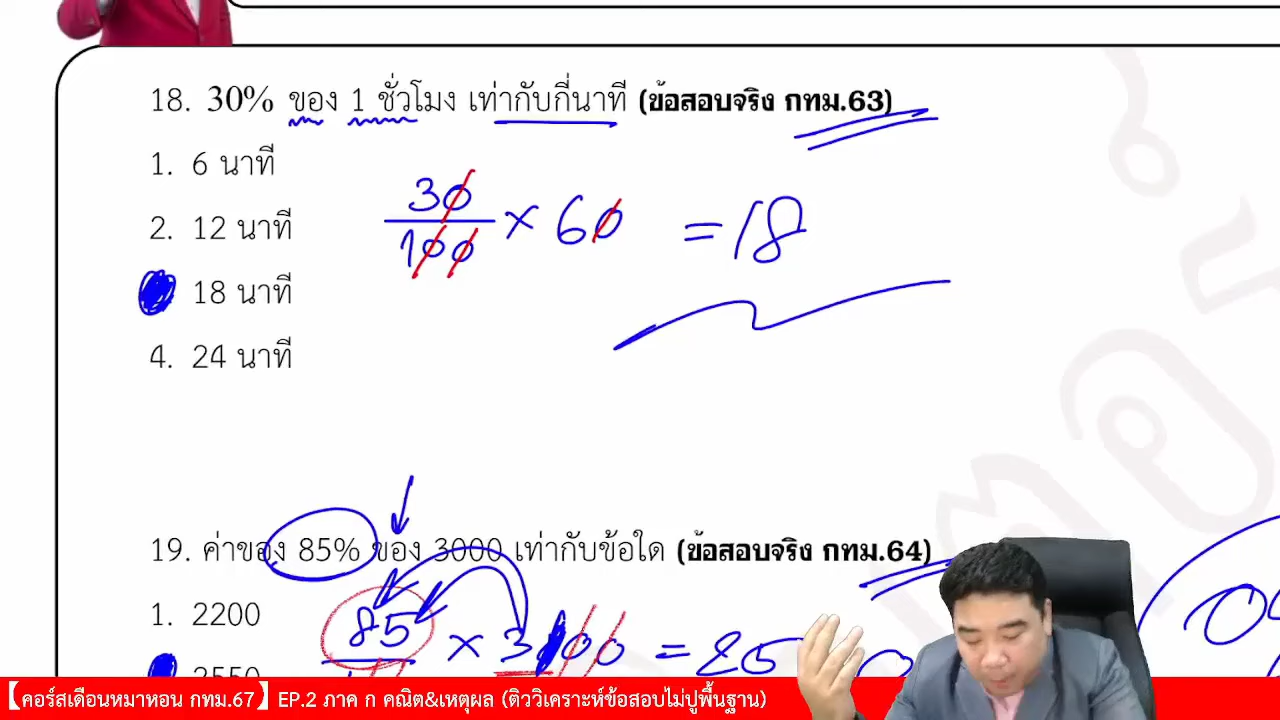 18. 30% ของ 1 ชั่วโมง เท่ากับกี่นาที (ข้อสอบจริง กทม.63)
1. 6 นาที
2. 12 นาที
18 นาที
4. 24 นาที
30
100
× 60 = 18
19. ค่าของ 85% ของ 3000 เท่ากับข้อใด (ข้อสอบจริง กทม.64)
1. 2200
85 × 3000 = 2550
2550
【คอร์สเดือนหมาหอน กทม.67】 EP.2 ภาค ก คณิต&เหตุผล (ติววิเคราะห์ข้อสอบไม่ปูพื้นฐาน)